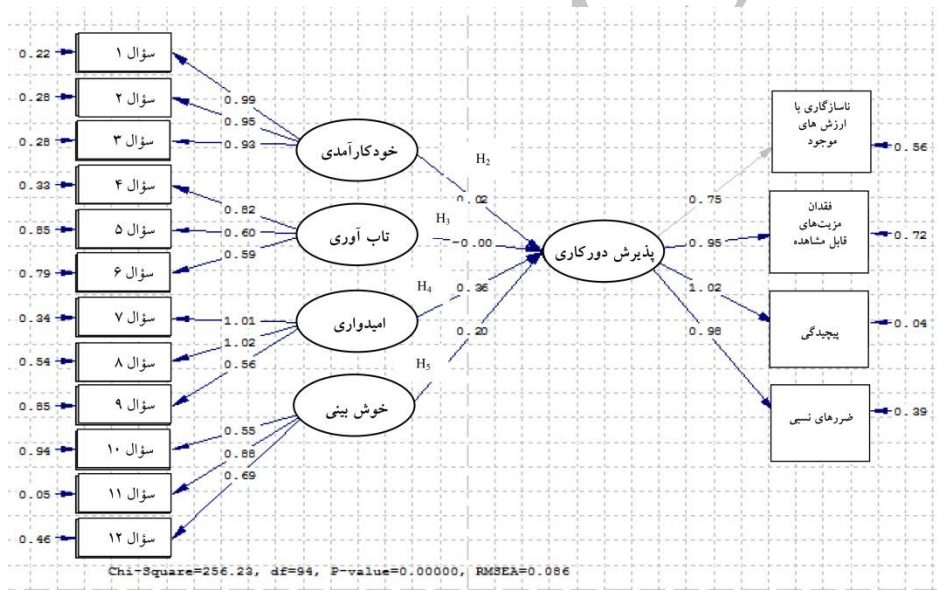 0.22
سؤال ۱
0.28
سؤال ۲
0.28
سؤال ۳
0.33
سؤال ۴
0.85
سؤال ۵
0.79
سؤال ۶
0.34
سؤال ۷
0.54
سؤال ۸
0.85
سؤال ۹
0.94
سؤال ۱۰
0.05
سؤال ۱۱
0.46
سؤال ۱۲
0.99
0.95
0.93
0.82
0.60
0.59
1.01
1.02
0.56
0.55
0.88
0.69
خودکارآمدی
تاب آوری
امیدواری
خوش بینی
H2
0.02
H3
-0.00
H4
0.36
H5
0.20
پذیرش دورکاری
0.75
0.95
1.02
0.98
ناسازگاری با
ارزش های
موجود
0.56
فقدان
مزیت‌های
قابل مشاهده
0.72
پیچیدگی
0.04
ضررهای نسبی
0.39
Chi-Square=256.23, df=94, P-value=0.00000, RMSEA=0.086